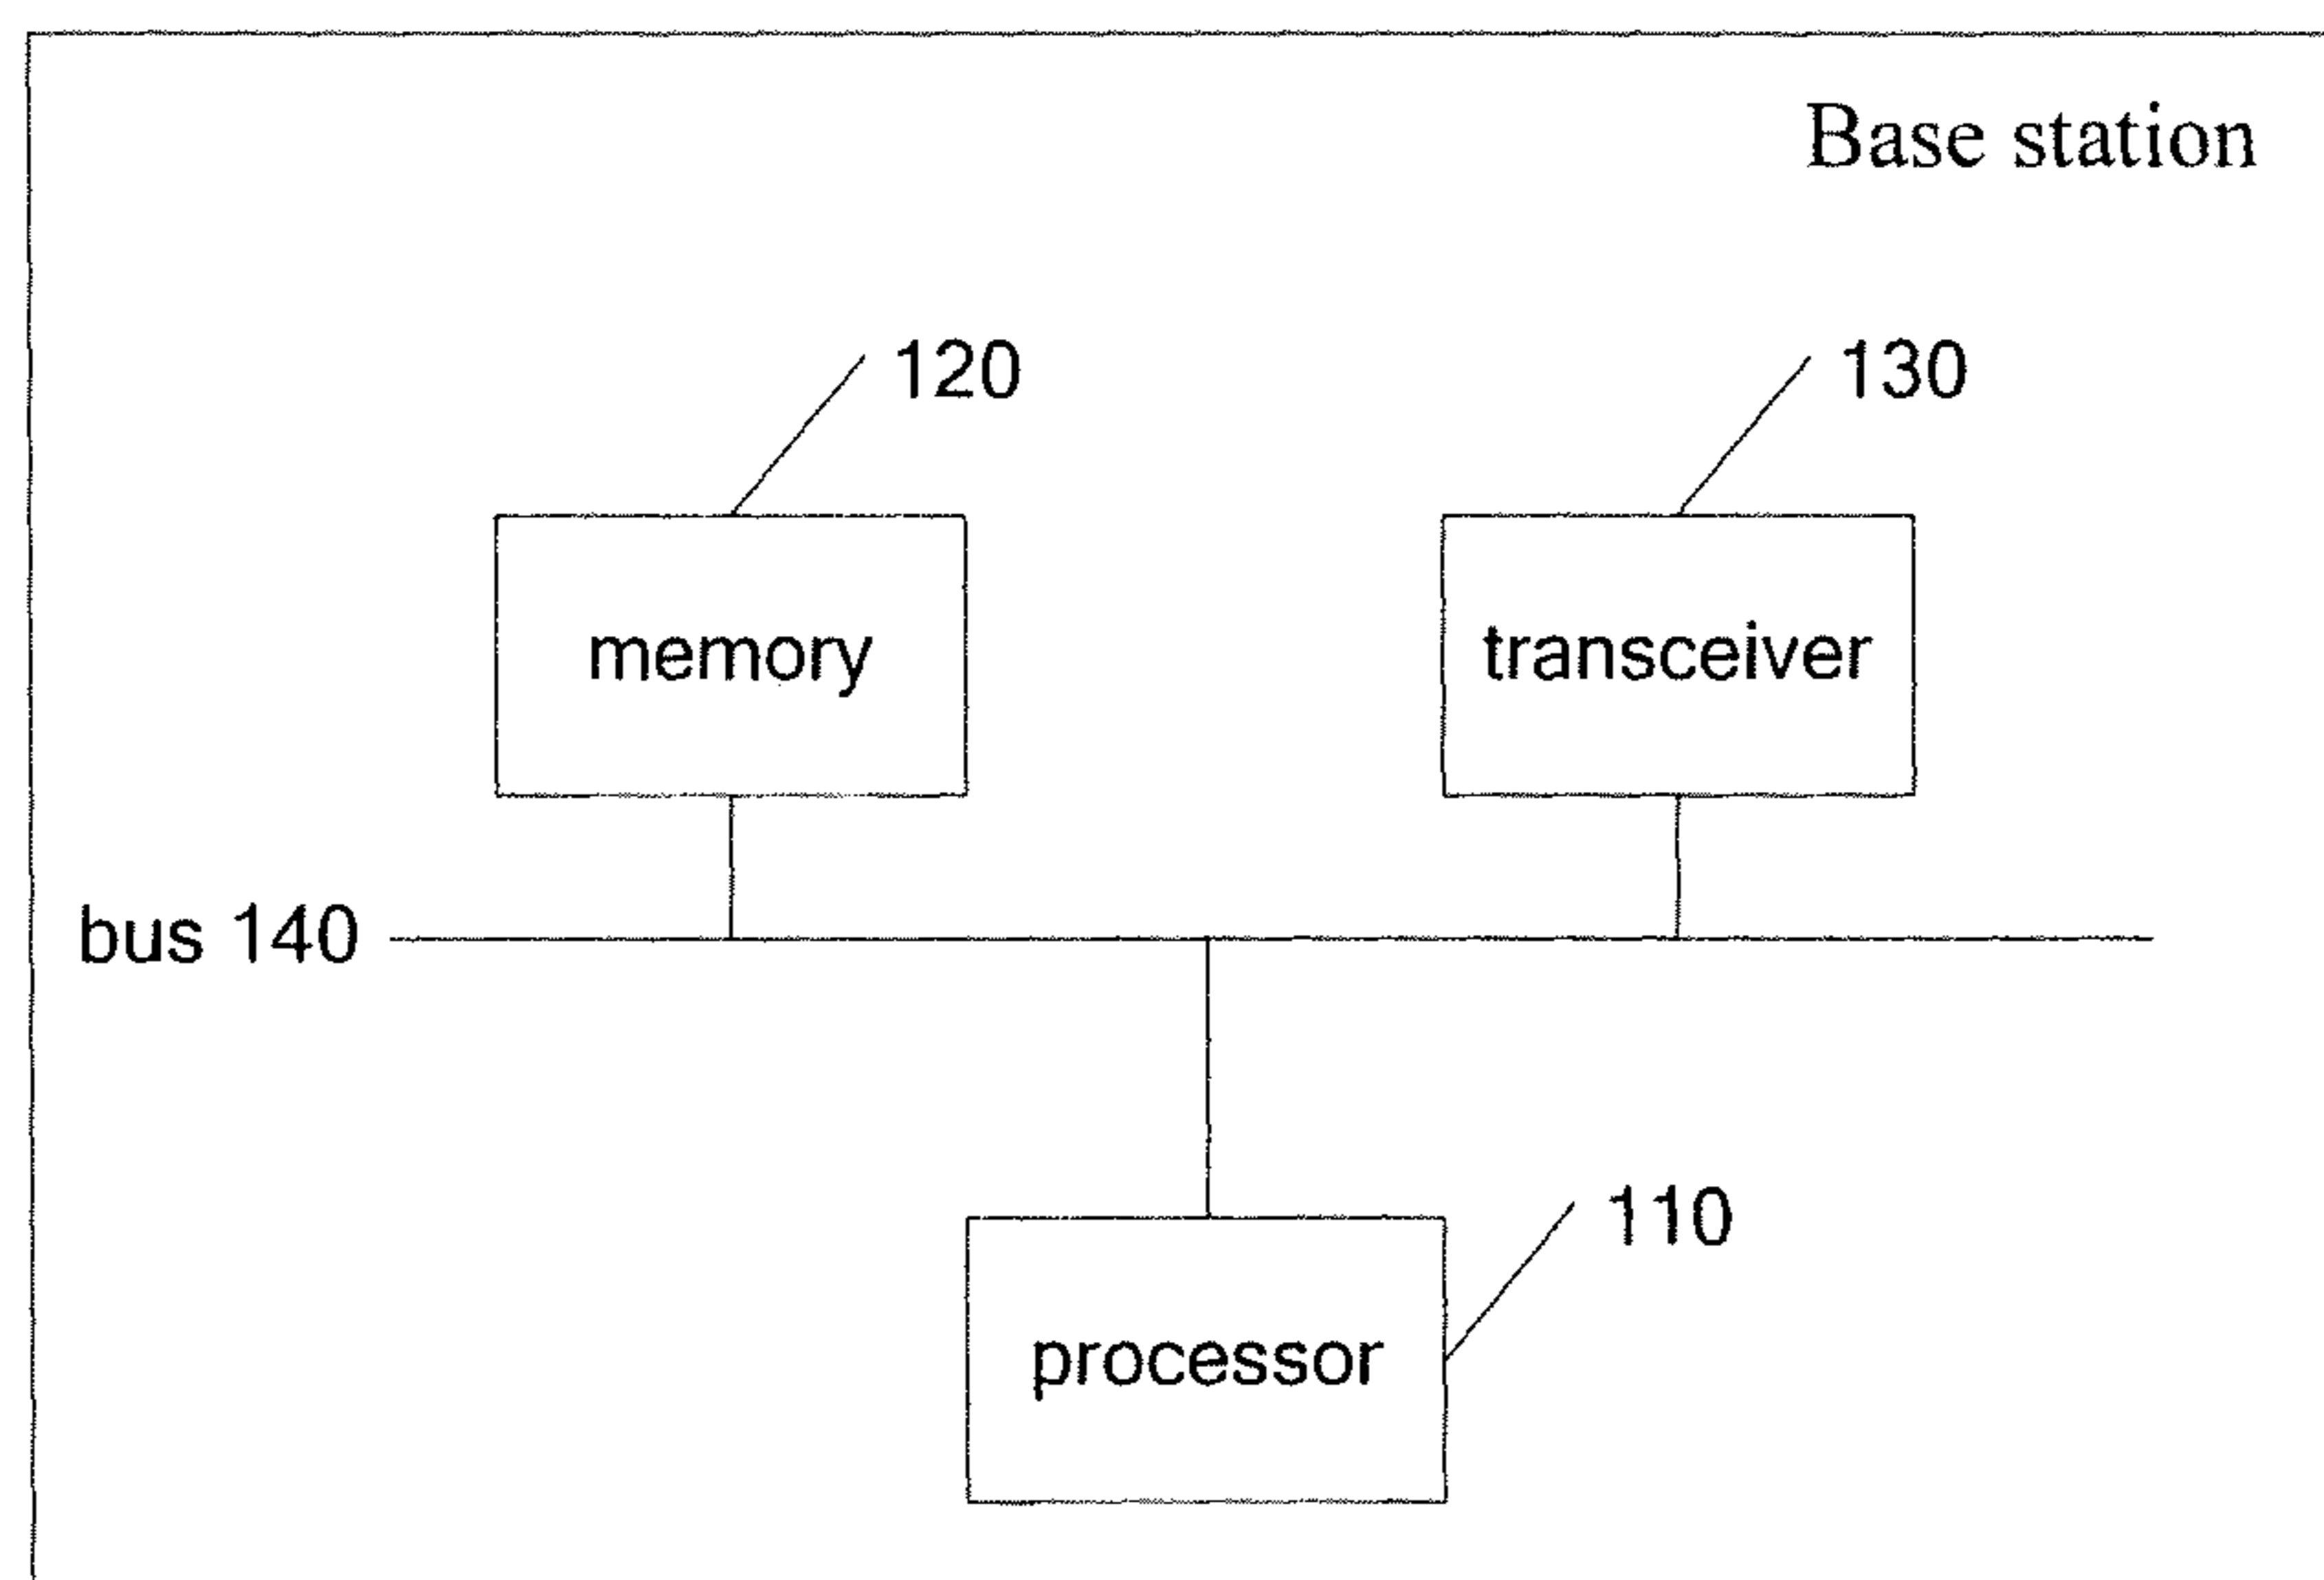 Base station
120
130
memory
transceiver
bus 140
110
processor